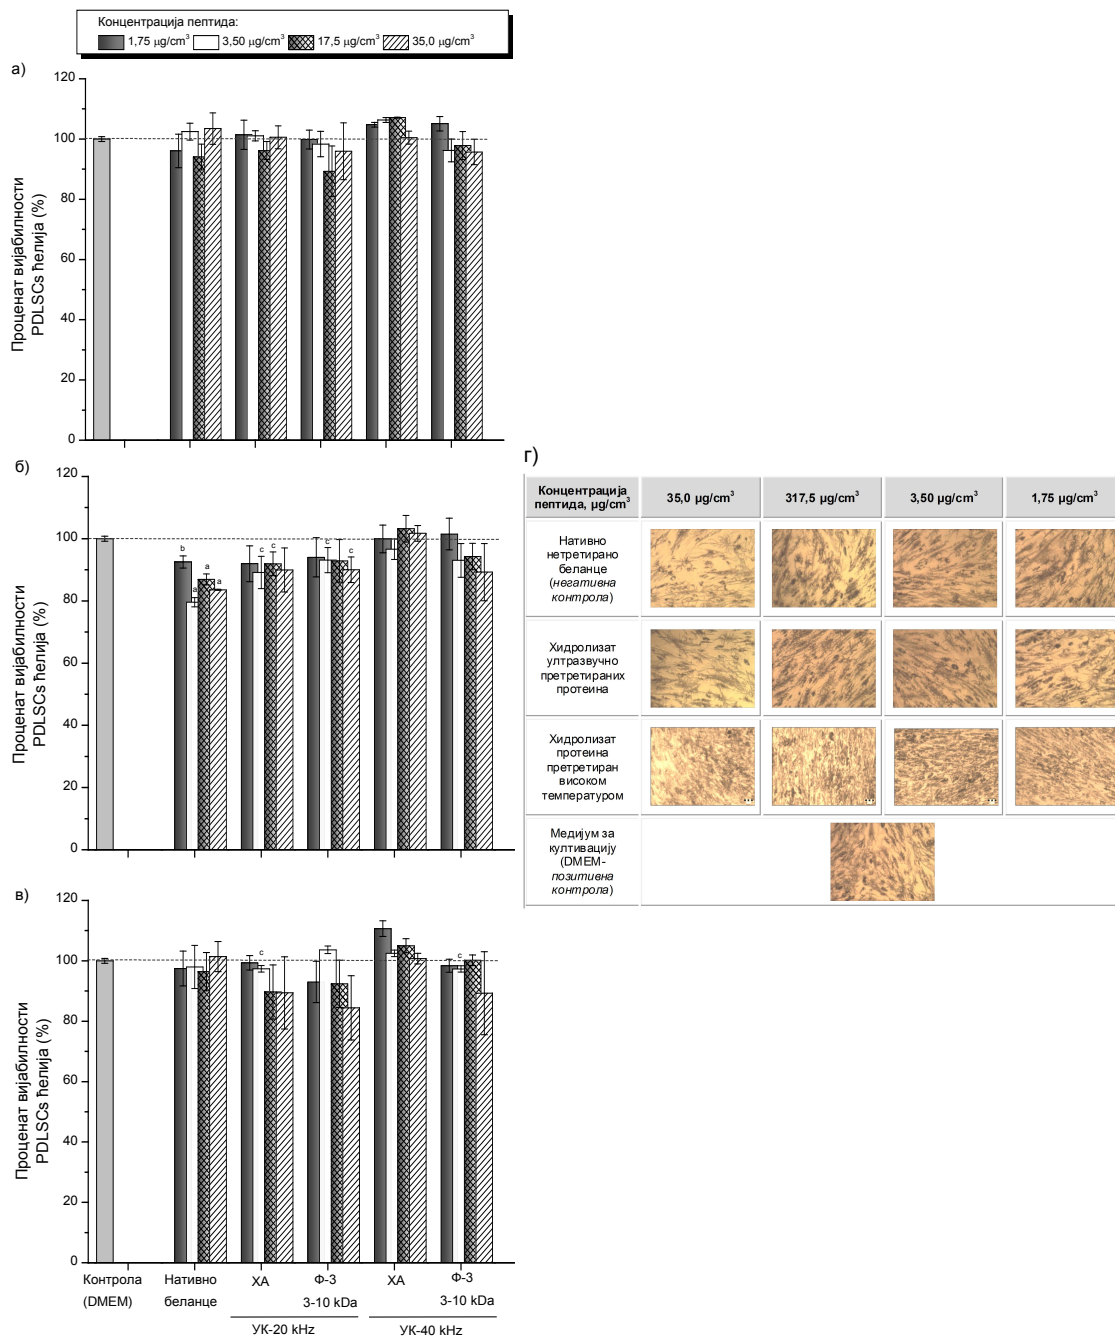 Концентрација пептида:
1,75 μg/cm³ 3,50 μg/cm³ 17,5 μg/cm³ 35,0 μg/cm³
а)
120
100
80
60
40
20
0
Проценат вијабилности
PDLSCs ћелија (%)
б)
120
100
80
60
40
20
0
Проценат вијабилности
PDLSCs ћелија (%)
b
a
a
a
c
c
c
c
в)
120
100
80
60
40
20
0
Проценат вијабилности
PDLSCs ћелија (%)
c
c
Контрола
(DMEM)
Нативно
беланце
ХА
Ф-3
3-10 kDa
ХА
Ф-3
3-10 kDa
УК-20 kHz
УК-40 kHz
г)
Концентрација
пептида, μg/cm³
35,0 μg/cm³
317,5 μg/cm³
3,50 μg/cm³
1,75 μg/cm³
Нативно
нетретирано
беланце
(негативна
контрола)
Хидролизат
ултразвучно
претретираних
протеина
Хидролизат
протеина
претретиран
високом
температуром
Медијум за
култивацију
(DMEM-
позитивна
контрола)